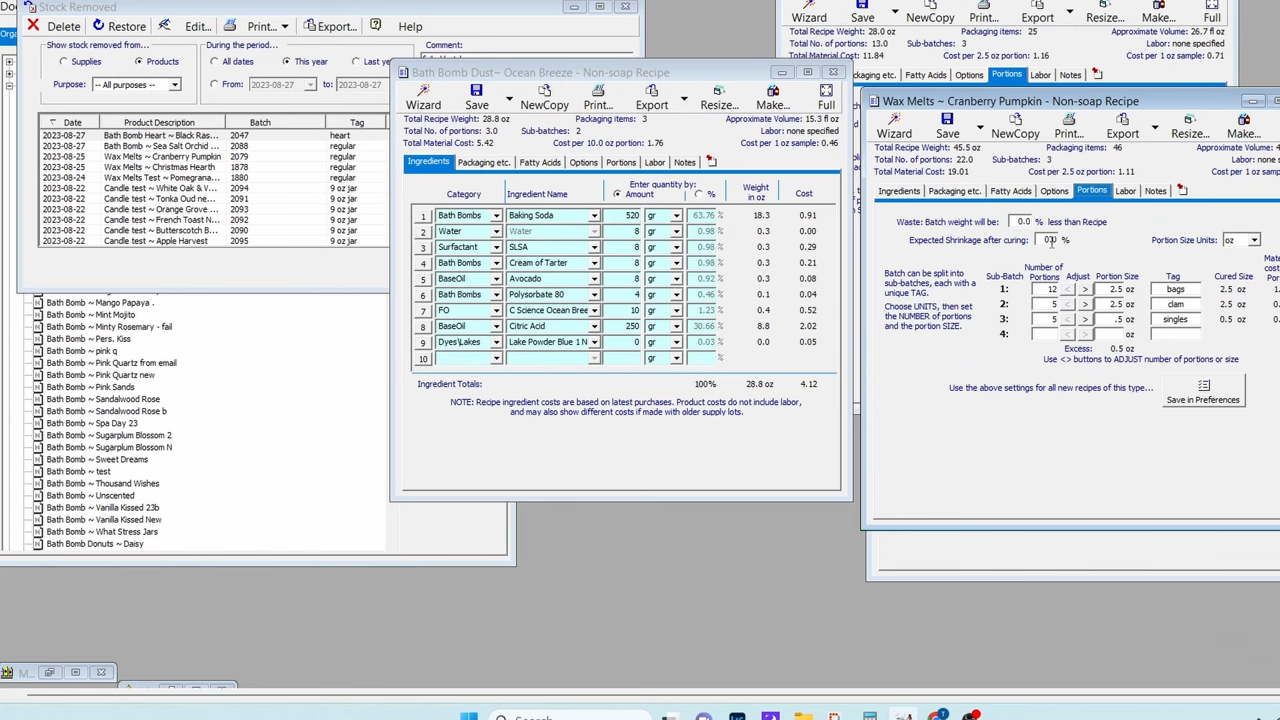 Stock Removed
Delete Restore Edit... Print... Export... Help
Show stock removed from... During the period... Comment:
Supplies Products All dates This year
Purpose: -- All purposes -- From: 2023-08-27 to: 2023-08-27
Date Product Description Batch Tag
2023-08-27 Bath Bomb Heart ~ Black Ras... 2047 heart
2023-08-27 Bath Bomb ~ Sea Salt Orchid ... 2088
2023-08-25 Wax Melts ~ Cranberry Pumpkin 2079 regular
2023-08-25 Wax Melts ~ Christmas Hearth 1878 regular
2023-08-24 Wax Melts Test ~ Pomegrana... 1880 regular
2023-08-22 Candle test ~ White Oak & V... 2094 9 oz jar
2023-08-22 Candle test ~ Tonka Oud ne... 2091 9 oz jar
2023-08-22 Candle test ~ Orange Grove ... 2093 9 oz jar
2023-08-22 Candle test ~ French Toast N... 2092 9 oz jar
2023-08-22 Candle test ~ Butterscotch B... 2090 9 oz jar
2023-08-22 Candle test ~ Apple Harvest 2095 9 oz jar
Bath Bomb ~ Mango Papaya .
Bath Bomb ~ Mint Mojito
Bath Bomb ~ Minty Rosemary - fail
Bath Bomb ~ Pers. Kiss
Bath Bomb ~ pink q
Bath Bomb ~ Pink Quartz from email
Bath Bomb ~ Pink Quartz new
Bath Bomb ~ Pink Sands
Bath Bomb ~ Sandalwood Rose
Bath Bomb ~ Sandalwood Rose b
Bath Bomb ~ Spa Day 23
Bath Bomb ~ Sugarplum Blossom 2
Bath Bomb ~ Sugarplum Blossom N
Bath Bomb ~ Sweet Dreams
Bath Bomb ~ test
Bath Bomb ~ Thousand Wishes
Bath Bomb ~ Unscented
Bath Bomb ~ Vanilla Kissed 23b
Bath Bomb ~ Vanilla Kissed New
Bath Bomb ~ What Stress Jars
Bath Bomb Donuts ~ Daisy
Bath Bomb Dust~ Ocean Breeze - Non-soap Recipe
Wizard Save NewCopy Print... Export Resize... Make... Full
Total Recipe Weight: 28.8 oz Packaging items: 3 Approximate Volume: 15.3 fl oz
Total No. of portions: 3.0 Sub-batches: 2 Labor: none specified
Total Material Cost: 5.42 Cost per 10.0 oz portion: 1.76 Cost per 1 oz sample: 0.46
Ingredients Packaging etc. Fatty Acids Options Portions Labor Notes
Enter quantity by:
Category Ingredient Name Amount % Weight in oz Cost
1 Bath Bombs Baking Soda 520 gr 63.76 % 18.3 0.91
2 Water Water 8 gr 0.98 % 0.3 0.00
3 Surfactant SLSA 8 gr 0.98 % 0.3 0.29
4 Bath Bombs Cream of Tarter 8 gr 0.98 % 0.3 0.21
5 BaseOil Avocado 8 gr 0.92 % 0.3 0.08
6 Bath Bombs Polysorbate 80 4 gr 0.46 % 0.1 0.04
7 FO C Science Ocean Bree 10 gr 1.23 % 0.4 0.52
8 BaseOil Citric Acid 250 gr 30.66 % 8.8 2.02
9 Dyes\Lakes Lake Powder Blue 1 N 0 gr 0.03 % 0.0 0.05
10 gr %
Ingredient Totals: 100% 28.8 oz 4.12
NOTE: Recipe ingredient costs are based on latest purchases. Product costs do not include labor,
and may also show different costs if made with older supply lots.
Wizard Save NewCopy Print... Export Resize... Make... Full
Total Recipe Weight: 28.0 oz Packaging items: 25 Approximate Volume: 26.7 fl oz
Total No. of portions: 13.0 Sub-batches: 3 Labor: none specified
Total Material Cost: 11.84 Cost per 2.5 oz portion: 1.16 Cost per 1 oz sample: 0.42
Fatty Acids Options Portions Labor Notes
Wax Melts ~ Cranberry Pumpkin - Non-soap Recipe
Wizard Save NewCopy Print... Export Resize... Make...
Total Recipe Weight: 45.5 oz Packaging items: 46
Total No. of portions: 22.0 Sub-batches: 3
Total Material Cost: 19.01 Cost per 2.5 oz portion: 1.11
Ingredients Packaging etc. Fatty Acids Options Portions Labor Notes
Waste: Batch weight will be: 0.0 % less than Recipe
Expected Shrinkage after curing: % Portion Size Units: oz
Batch can be split into
sub-batches, each with a
unique TAG.
Choose UNITS, then set
the NUMBER of portions
and the portion SIZE.
Sub-Batch Number of Portions Adjust Portion Size Tag Cured Size
1: 12 < > 2.5 oz bags 2.5 oz
2: 5 < > 2.5 oz clam 2.5 oz
3: 5 < > .5 oz singles 0.5 oz
4: < > oz
Excess: 0.5 oz
Use <> buttons to ADJUST number of portions or size
Use the above settings for all new recipes of this type...
Save in Preferences
M...
Search